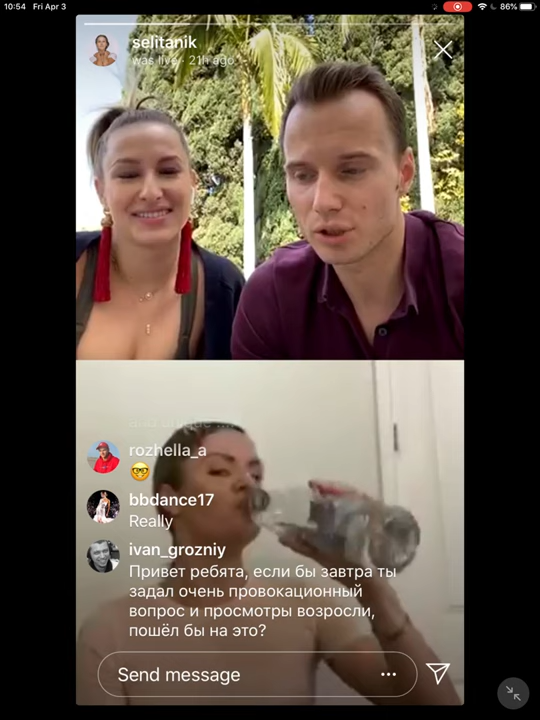 10:54 Fri Apr 3
86%
selitanik
was live · 21h ago
rozhella_a
bbdance17
Really
ivan_grozniy
Привет ребята, если бы завтра ты
задал очень провокационный
вопрос и просмотры возросли,
пошёл бы на это?
Send message